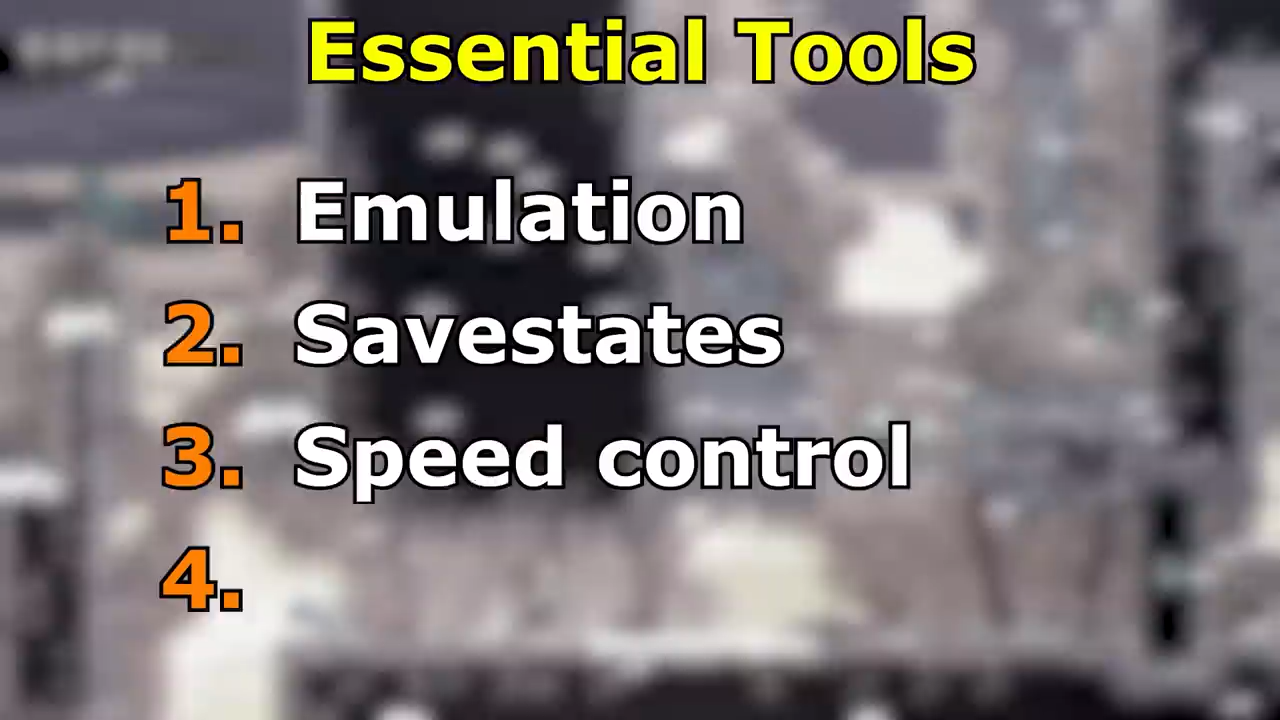 Essential Tools
1. Emulation
2. Savestates
3. Speed control
4.